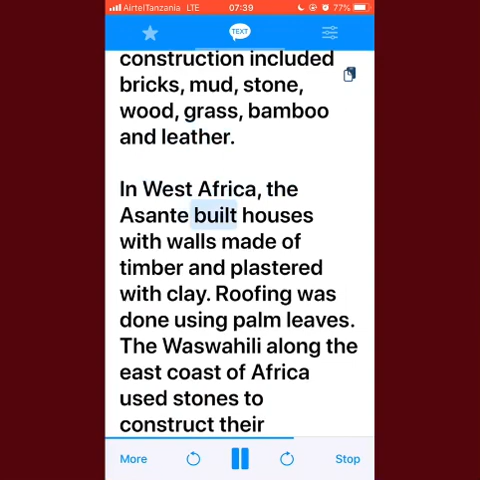 AirtelTanzania LTE 07:39 77%
TEXT
construction included
bricks, mud, stone,
wood, grass, bamboo
and leather.
In West Africa, the
Asante built houses
with walls made of
timber and plastered
with clay. Roofing was
done using palm leaves.
The Waswahili along the
east coast of Africa
used stones to
construct their
More Stop